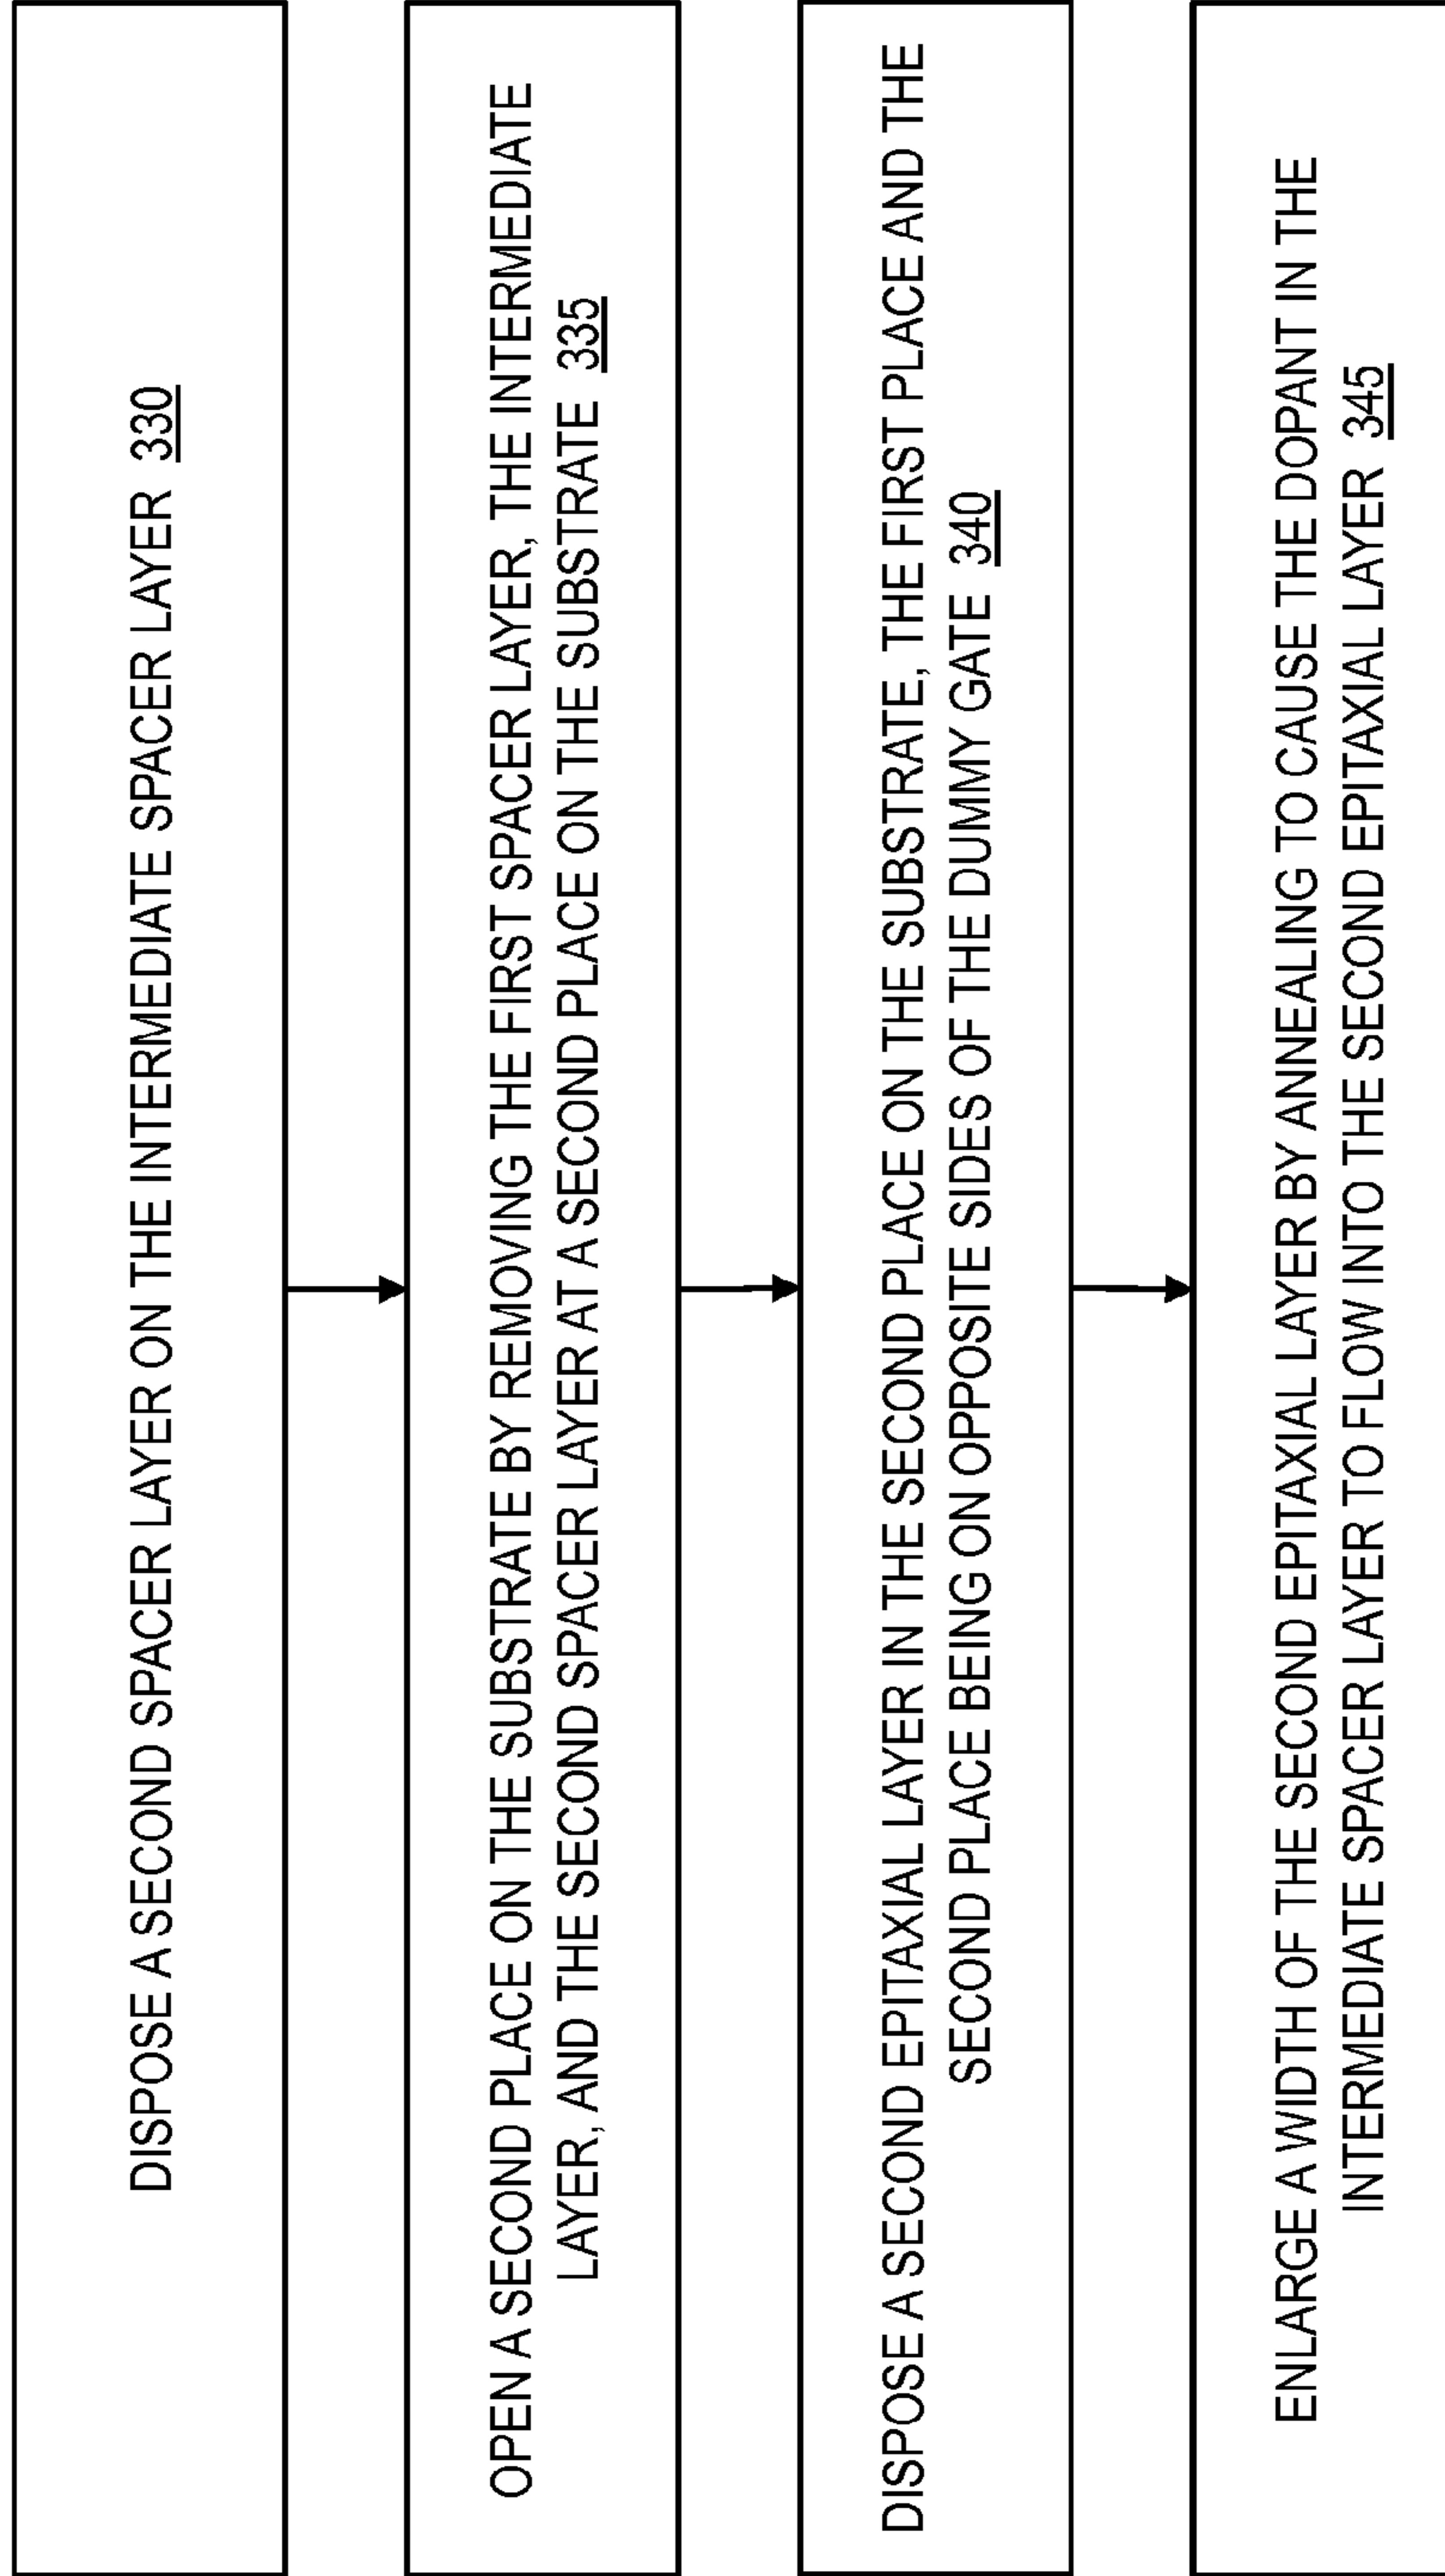 DISPOSE A SECOND SPACER LAYER ON THE INTERMEDIATE SPACER LAYER 330
OPEN A SECOND PLACE ON THE SUBSTRATE BY REMOVING THE FIRST SPACER LAYER, THE INTERMEDIATE
LAYER, AND THE SECOND SPACER LAYER AT A SECOND PLACE ON THE SUBSTRATE 335
DISPOSE A SECOND EPITAXIAL LAYER IN THE SECOND PLACE ON THE SUBSTRATE, THE FIRST PLACE AND THE
SECOND PLACE BEING ON OPPOSITE SIDES OF THE DUMMY GATE 340
ENLARGE A WIDTH OF THE SECOND EPITAXIAL LAYER BY ANNEALING TO CAUSE THE DOPANT IN THE
INTERMEDIATE SPACER LAYER TO FLOW INTO THE SECOND EPITAXIAL LAYER 345